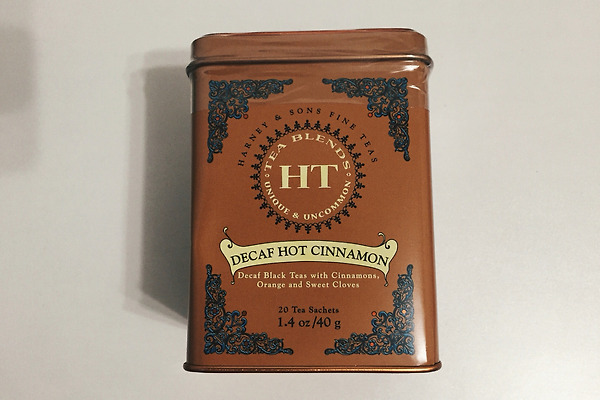 HARNEY & SONS FINE TEAS
TEA BLENDS
HT
UNIQUE & UNCOMMON
DECAF HOT CINNAMON
Decaf Black Teas with Cinnamons,
Orange and Sweet Cloves
20 Tea Sachets
1.4 oz/40 g